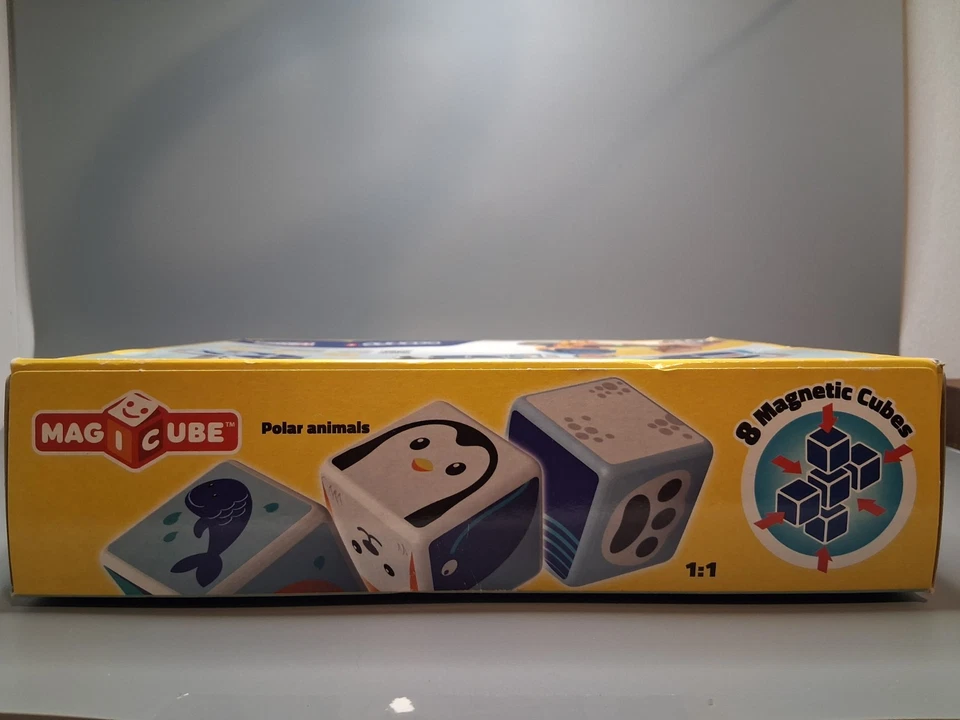 MAGICUBE™
Polar animals
8 Magnetic Cubes
1:1